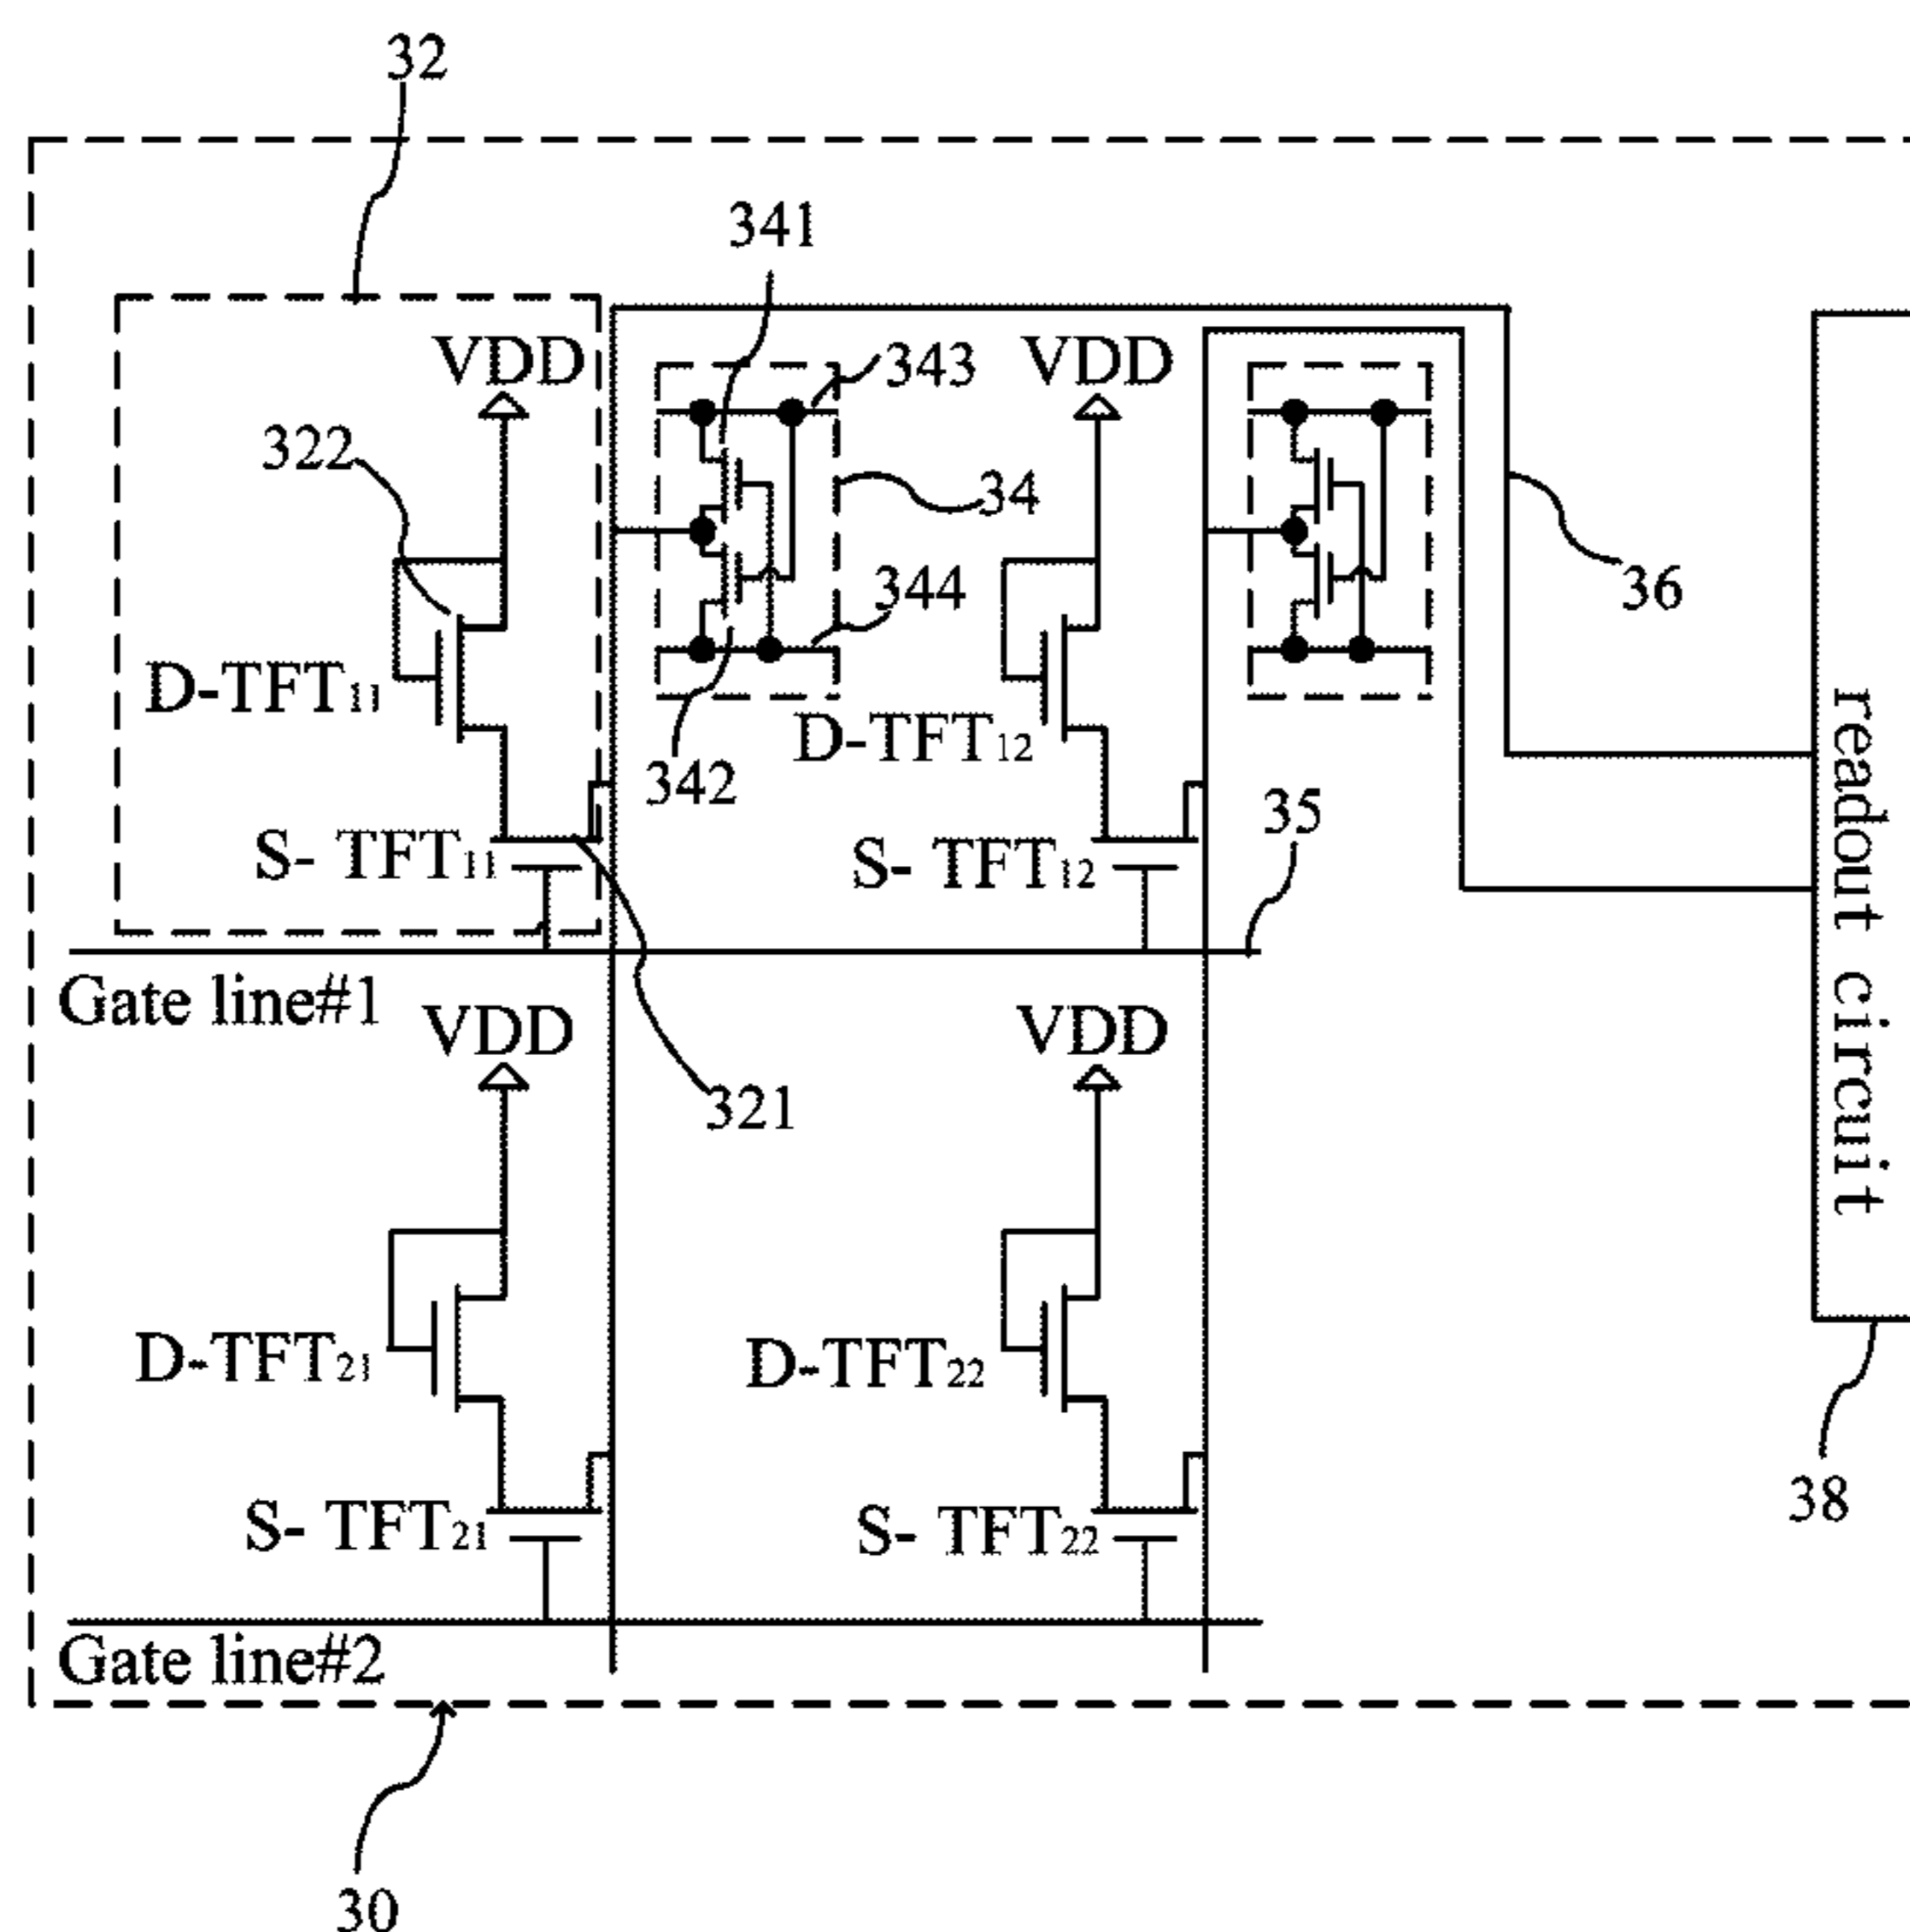 32
341
VDD
343
VDD
322
34
344
36
D-TFT11
D-TFT12
342
35
S- TFT11
S- TFT12
readout circuit
Gate line#1
VDD
VDD
321
D-TFT21
D-TFT22
38
S- TFT21
S- TFT22
Gate line#2
30